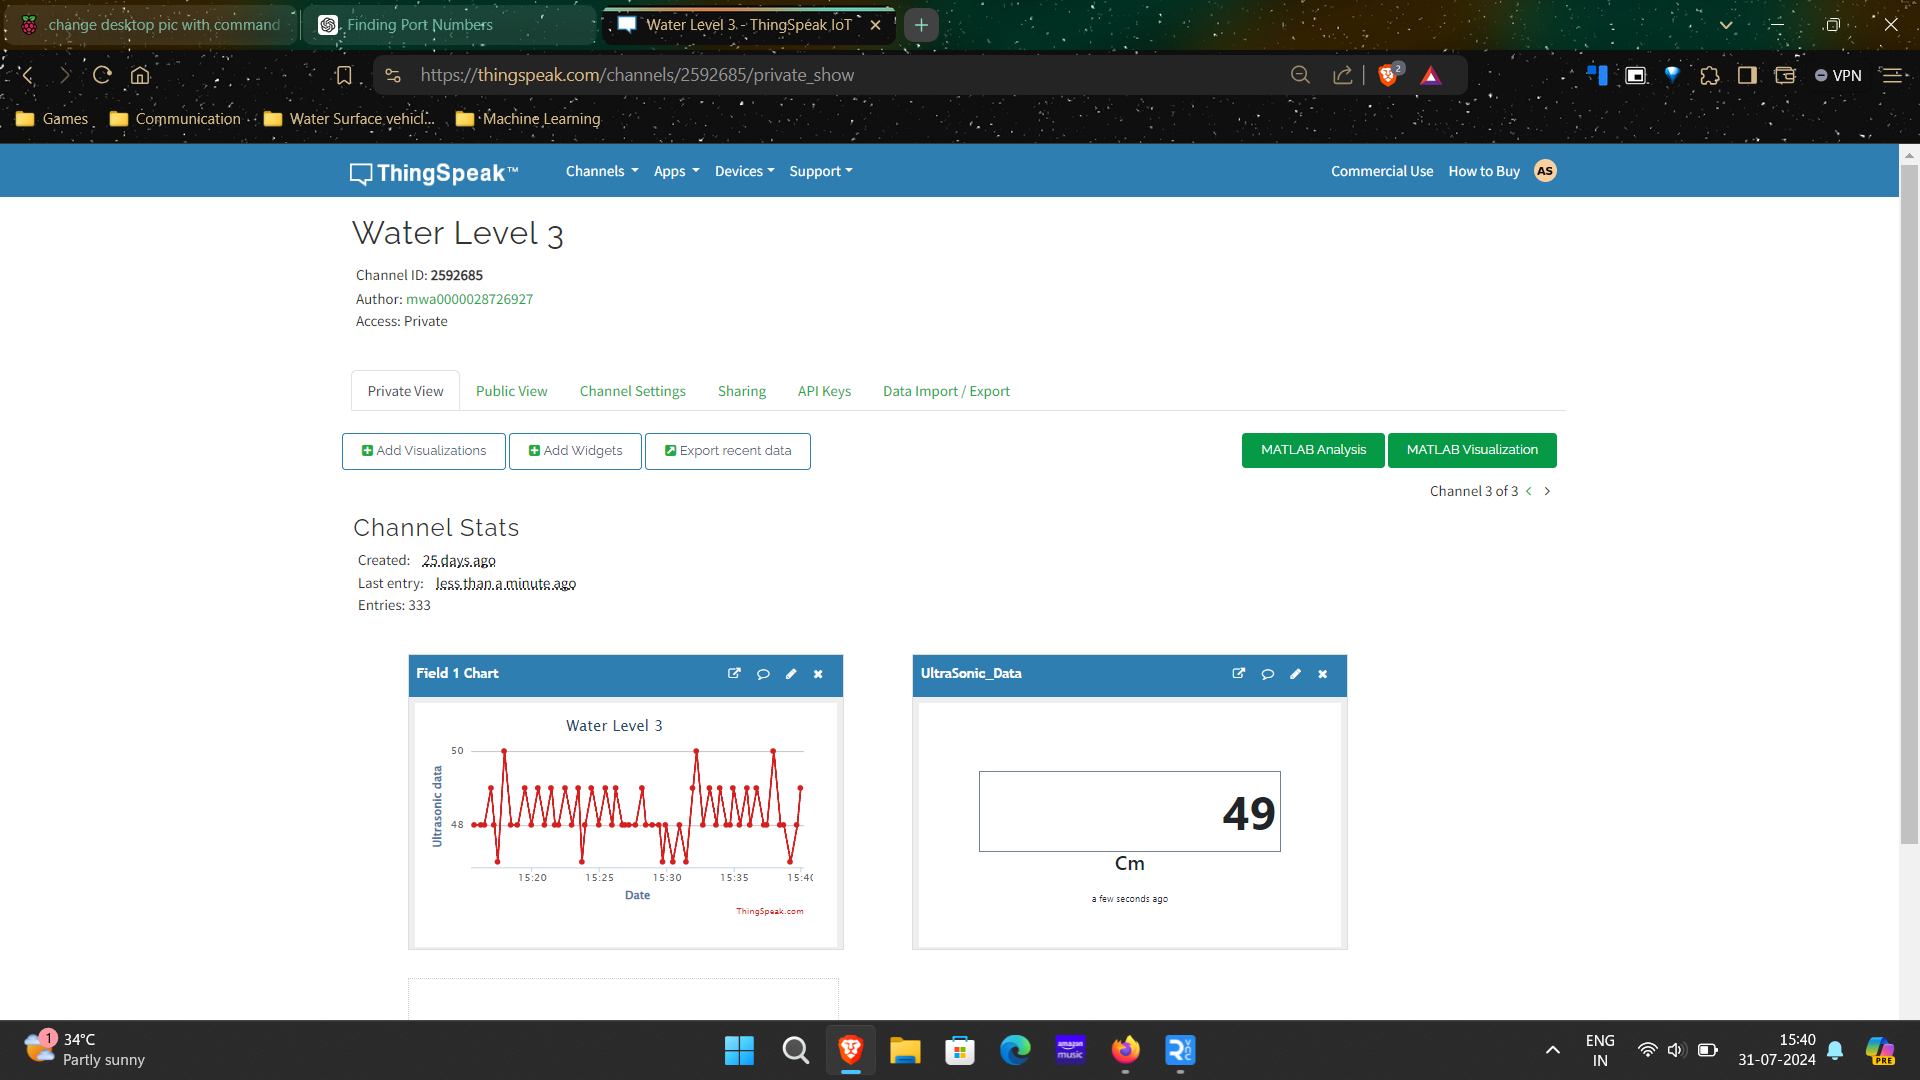 change desktop pic with command
Finding Port Numbers
Water Level 3 - ThingSpeak IoT
https://thingspeak.com/channels/2592685/private_show
2
VPN
Games
Communication
Water Surface vehicl...
Machine Learning
ThingSpeak™
Channels
Apps
Devices
Support
Commercial Use
How to Buy
AS
Water Level 3
Channel ID: 2592685
Author: mwa0000028726927
Access: Private
Private View
Public View
Channel Settings
Sharing
API Keys
Data Import / Export
Add Visualizations
Add Widgets
Export recent data
MATLAB Analysis
MATLAB Visualization
Channel 3 of 3
Channel Stats
Created: 25 days ago
Last entry: less than a minute ago
Entries: 333
Field 1 Chart
Water Level 3
Ultrasonic data
50
48
15:20
15:25
15:30
15:35
15:40
Date
ThingSpeak.com
UltraSonic_Data
49
Cm
a few seconds ago
1
34°C
Partly sunny
amazon
music
VNC
ENG
IN
15:40
31-07-2024
PRE